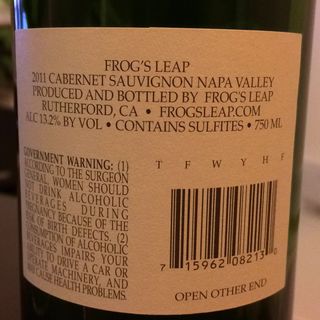 FROG'S LEAP
2011 CABERNET SAUVIGNON NAPA VALLEY
PRODUCED AND BOTTLED BY FROG'S LEAP
RUTHERFORD, CA • FROGSLEAP.COM
ALC 13.2% BY VOL • CONTAINS SULFITES • 750 ML
GOVERNMENT WARNING: (1)
ACCORDING TO THE SURGEON
GENERAL, WOMEN SHOULD
NOT DRINK ALCOHOLIC
BEVERAGES DURING
PREGNANCY BECAUSE OF THE
RISK OF BIRTH DEFECTS. (2)
CONSUMPTION OF ALCOHOLIC
BEVERAGES IMPAIRS YOUR
TO DRIVE A CAR OR
OPERATE MACHINERY, AND
MAY CAUSE HEALTH PROBLEMS.
T F W Y H F
7 15962 08213 0
OPEN OTHER END